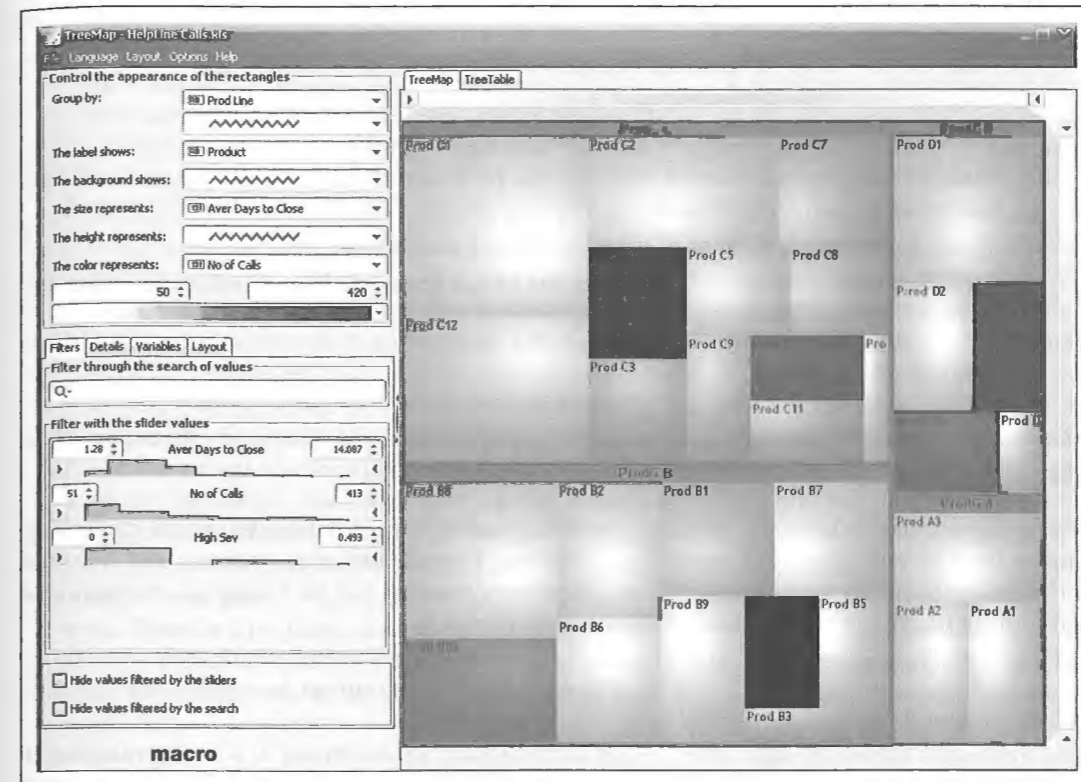 TreeMap - HelpLine Calls.xls
File Language Layout Options Help
Control the appearance of the rectangles
Group by:
Prod Line
The label shows:
Product
The background shows:
The size represents:
Aver Days to Close
The height represents:
The color represents:
No of Calls
50
420
Filters Details Variables Layout
Filter through the search of values
Filter with the slider values
1.28 Aver Days to Close 14.087
51 No of Calls 413
0 High Sev 0.493
Hide values filtered by the sliders
Hide values filtered by the search
macro
TreeMap TreeTable
Prod C2
Prod C7
Prod D1
Prod C5
Prod C8
Prod D2
Prod C12
Prod C9
Pro
Prod C3
Prod C11
Prod D
Prod B8
Prod B2
Prod B1
Prod B7
Prod A3
Prod B9
Prod B5
Prod A2
Prod A1
Prod B6
Prod B3